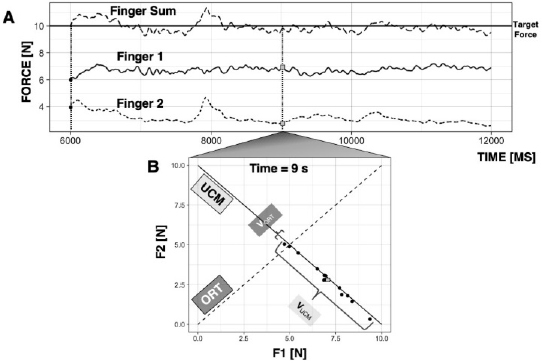 A
Finger Sum
Target
Force
Finger 1
Finger 2
FORCE [N]
10
8
6
4
6000
8000
10000
12000
TIME [MS]
B
Time = 9 s
UCM
VORT
ORT
VUCM
F2 [N]
10.0
7.5
5.0
2.5
0.0
0.0
2.5
5.0
7.5
10.0
F1 [N]